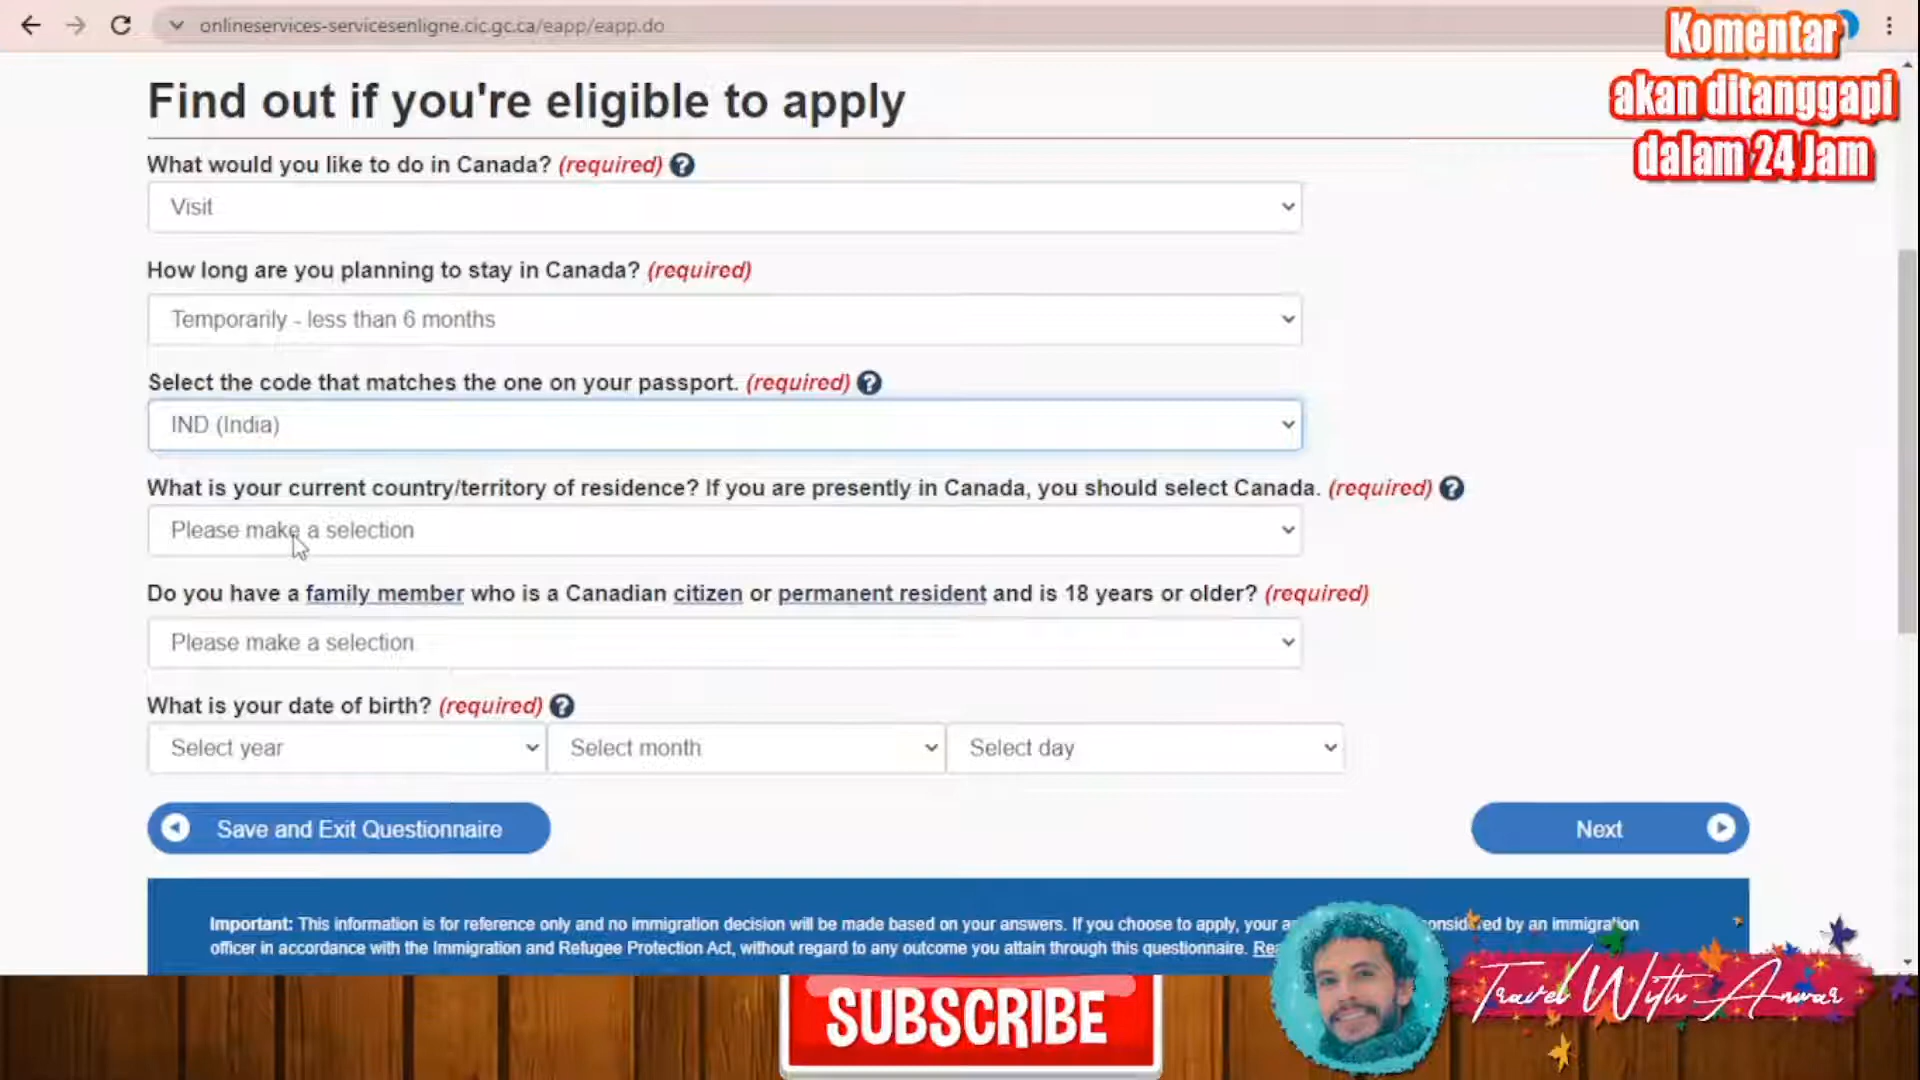 onlineservices-servicesenligne.cic.gc.ca/eapp/eapp.do
Komentar
akan ditanggapi
dalam 24 Jam
Find out if you're eligible to apply
What would you like to do in Canada? (required) ?
Visit
How long are you planning to stay in Canada? (required)
Temporarily - less than 6 months
Select the code that matches the one on your passport. (required) ?
IND (India)
What is your current country/territory of residence? If you are presently in Canada, you should select Canada. (required) ?
Please make a selection
Do you have a family member who is a Canadian citizen or permanent resident and is 18 years or older? (required)
Please make a selection
What is your date of birth? (required) ?
Select year Select month Select day
Save and Exit Questionnaire Next
Important: This information is for reference only and no immigration decision will be made based on your answers. If you choose to apply, your by an immigration
officer in accordance with the Immigration and Refugee Protection Act, without regard to any outcome you attain through this questionnaire.
SUBSCRIBE
Travel With Anwar